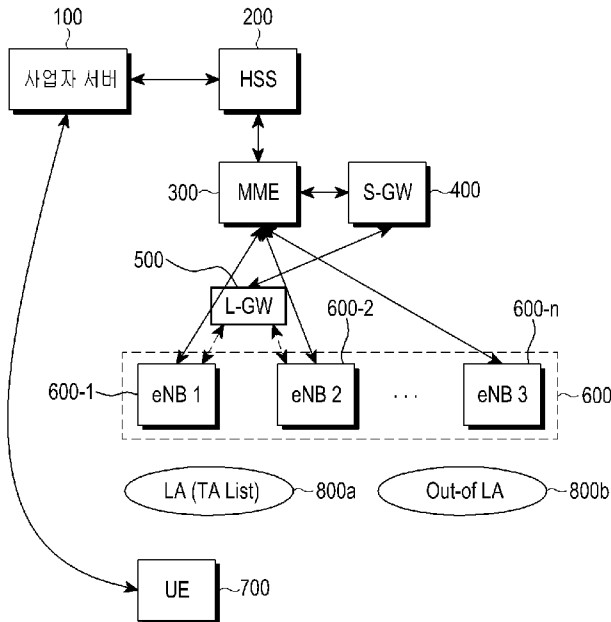 100
200
사업자 서버
HSS
300
MME
S-GW
400
500
L-GW
600-2
600-n
600-1
eNB 1
eNB 2
. . .
eNB 3
600
LA (TA List)
800a
Out-of LA
800b
UE
700